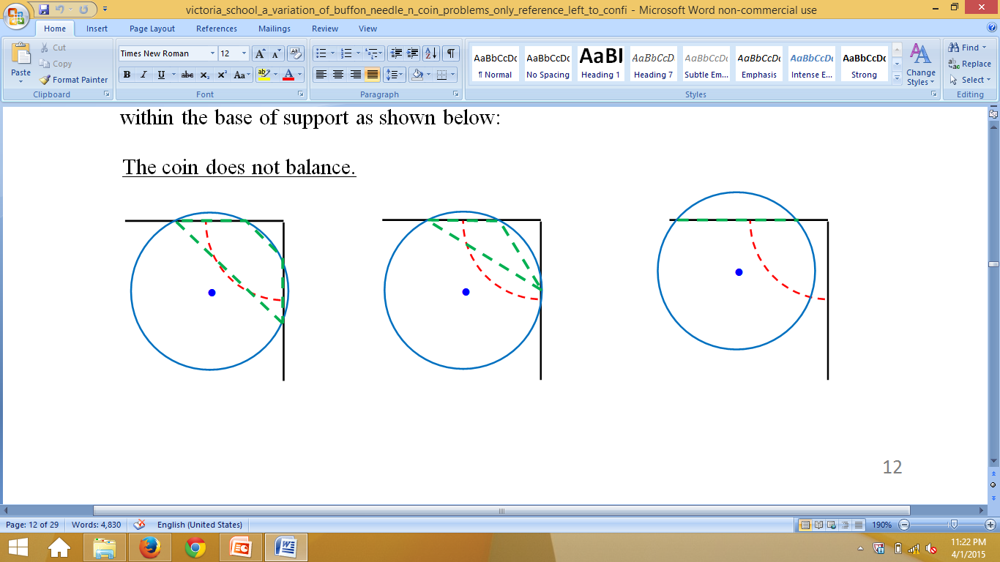 victoria_school_a_variation_of_buffon_needle_n_coin_problems_only_reference_left_to_confi - Microsoft Word non-commercial use
Home Insert Page Layout References Mailings Review View
Paste
Cut
Copy
Format Painter
Clipboard
Times New Roman 12
B I U abc X₂ X² Aa
Font
Paragraph
AaBbCcDc AaBbCcDc AaBl AaBbCcD AaBbCcDc AaBbCcDc AaBbCcDc AaBbCcDc
¶ Normal No Spacing Heading 1 Heading 7 Subtle Em... Emphasis Intense E... Strong
Styles
Change Styles
Find
Replace
Select
Editing
within the base of support as shown below:
The coin does not balance.
12
Page: 12 of 29 Words: 4,830 English (United States) 190%
11:22 PM
4/1/2015